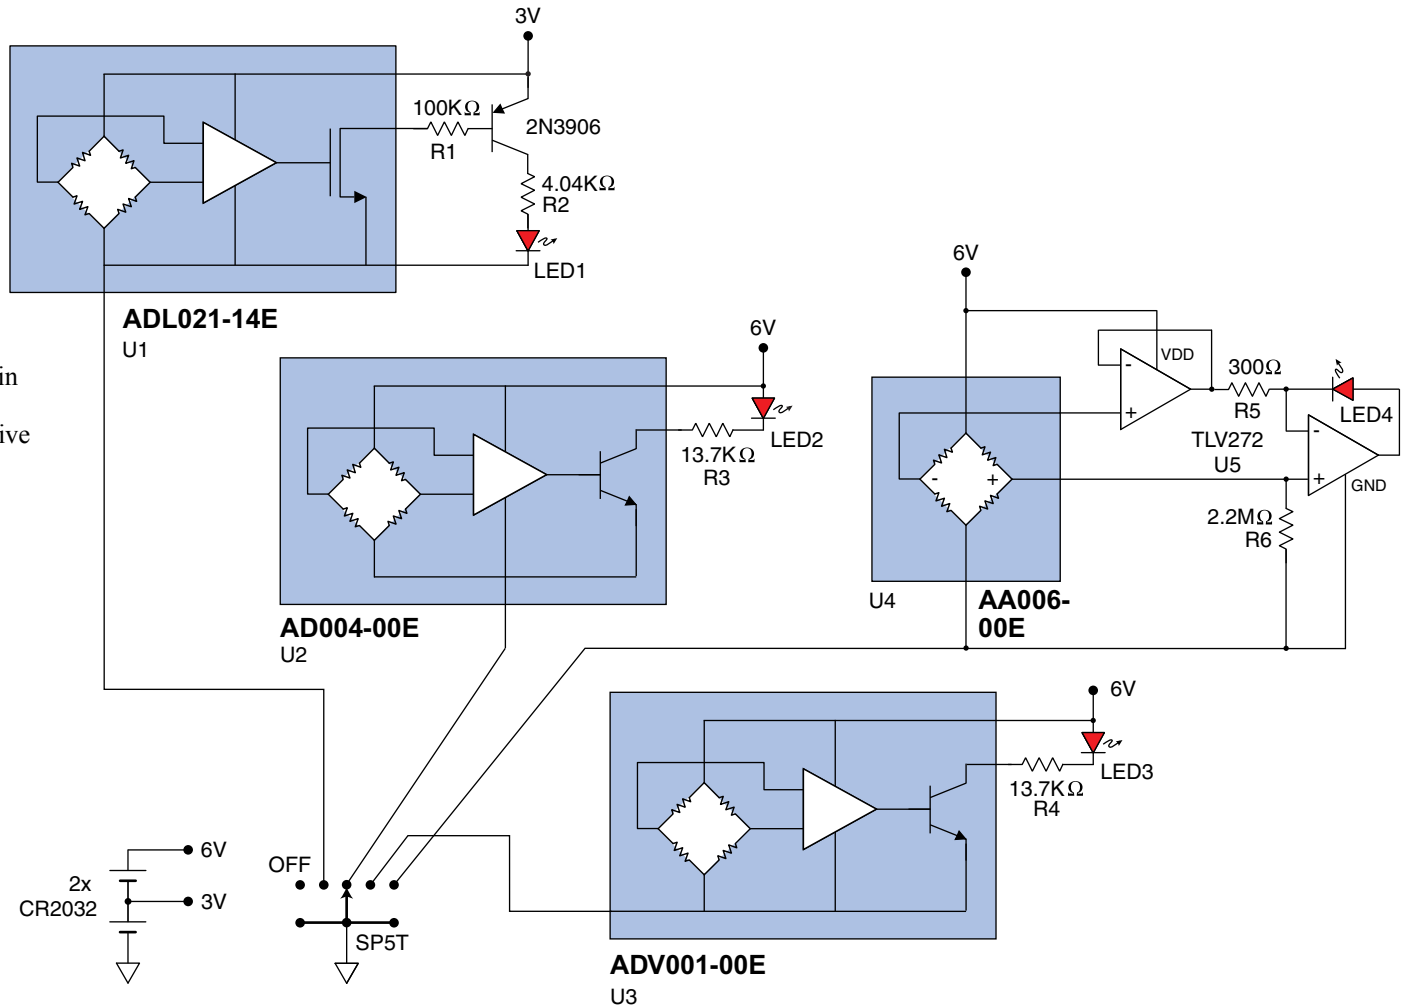 3V
100KΩ
R1
2N3906
4.04KΩ
R2
LED1
ADL021-14E
U1
in
ive
6V
LED2
13.7KΩ
R3
AD004-00E
U2
6V
VDD
-
+
300Ω
R5
LED4
TLV272
U5
-
+
GND
- +
2.2MΩ
R6
U4
AA006-
00E
6V
LED3
13.7KΩ
R4
ADV001-00E
U3
6V
2x
CR2032
3V
OFF
SP5T